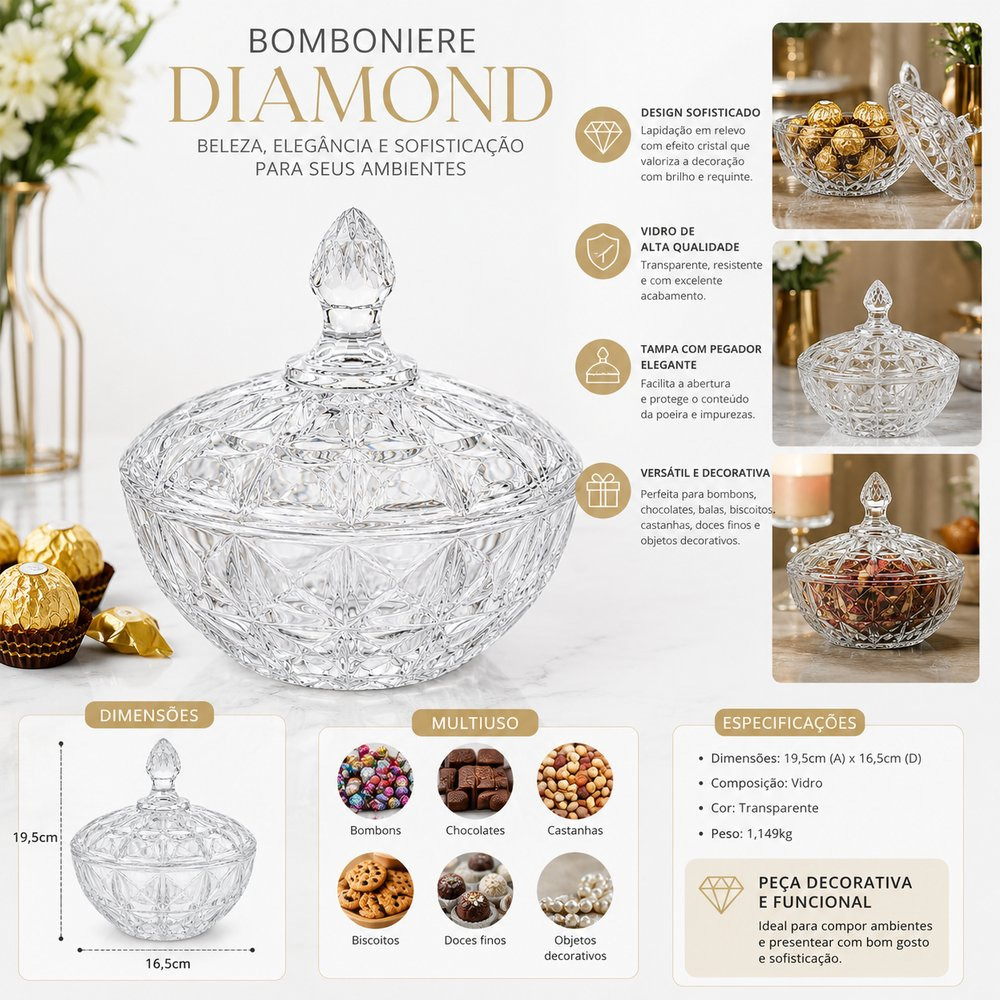 BOMBONIERE
DIAMOND
BELEZA, ELEGÂNCIA E SOFISTICAÇÃO
PARA SEUS AMBIENTES
DESIGN SOFISTICADO
Lapidação em relevo
com efeito cristal que
valoriza a decoração
com brilho e requinte.
VIDRO DE
ALTA QUALIDADE
Transparente, resistente
e com excelente
acabamento.
TAMPA COM PEGADOR
ELEGANTE
Facilita a abertura
e protege o conteúdo
da poeira e impurezas.
VERSÁTIL E DECORATIVA
Perfeita para bombons,
chocolates, balas, biscoitos,
castanhas, doces finos e
objetos decorativos.
DIMENSÕES
19,5cm
16,5cm
MULTIUSO
Bombons
Chocolates
Castanhas
Biscoitos
Doces finos
Objetos
decorativos
ESPECIFICAÇÕES
• Dimensões: 19,5cm (A) x 16,5cm (D)
• Composição: Vidro
• Cor: Transparente
• Peso: 1,149kg
PEÇA DECORATIVA
E FUNCIONAL
Ideal para compor ambientes
e presentear com bom gosto
e sofisticação.